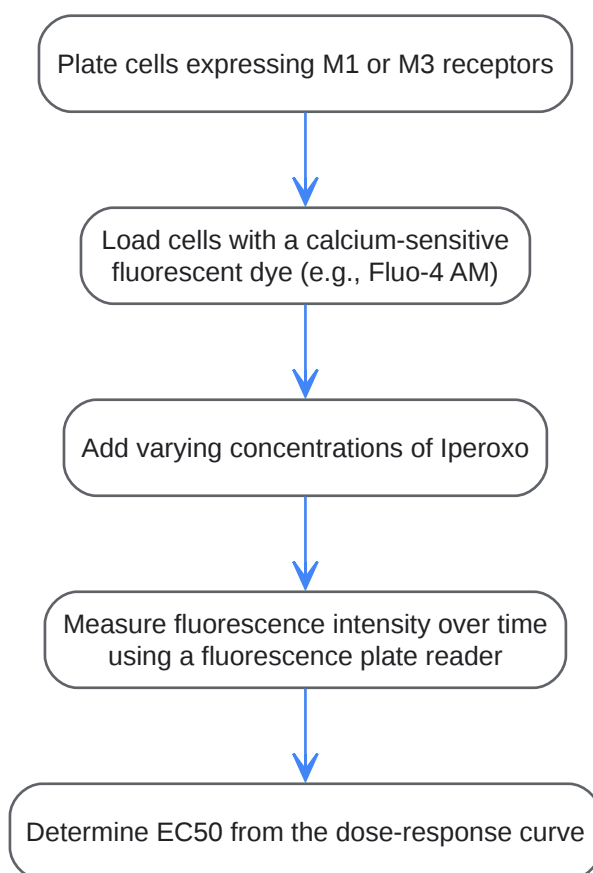 Plate cells expressing M1 or M3 receptors
Load cells with a calcium-sensitive
fluorescent dye (e.g., Fluo-4 AM)
Add varying concentrations of Iperoxo
Measure fluorescence intensity over time
using a fluorescence plate reader
Determine EC50 from the dose-response curve